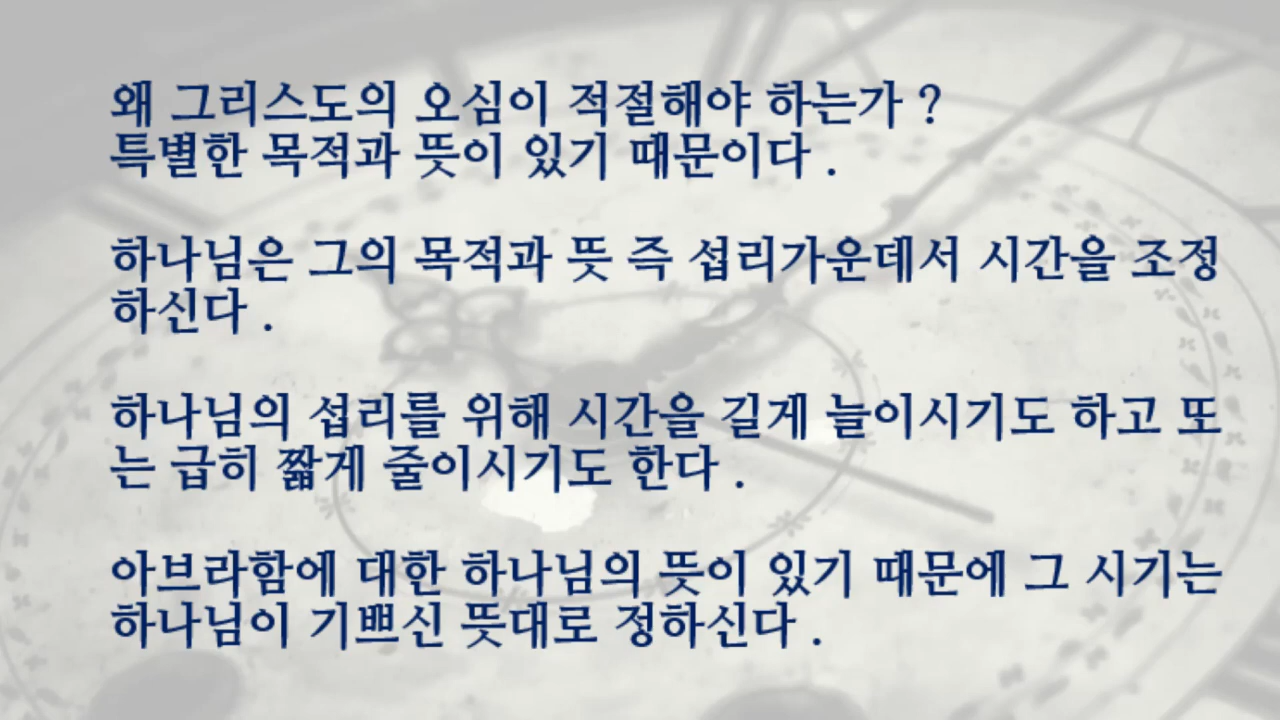 왜 그리스도의 오심이 적절해야 하는가 ?
특별한 목적과 뜻이 있기 때문이다 .
하나님은 그의 목적과 뜻 즉 섭리가운데서 시간을 조정
하신다 .
하나님의 섭리를 위해 시간을 길게 늘이시기도 하고 또
는 급히 짧게 줄이시기도 한다 .
아브라함에 대한 하나님의 뜻이 있기 때문에 그 시기는
하나님이 기쁘신 뜻대로 정하신다 .